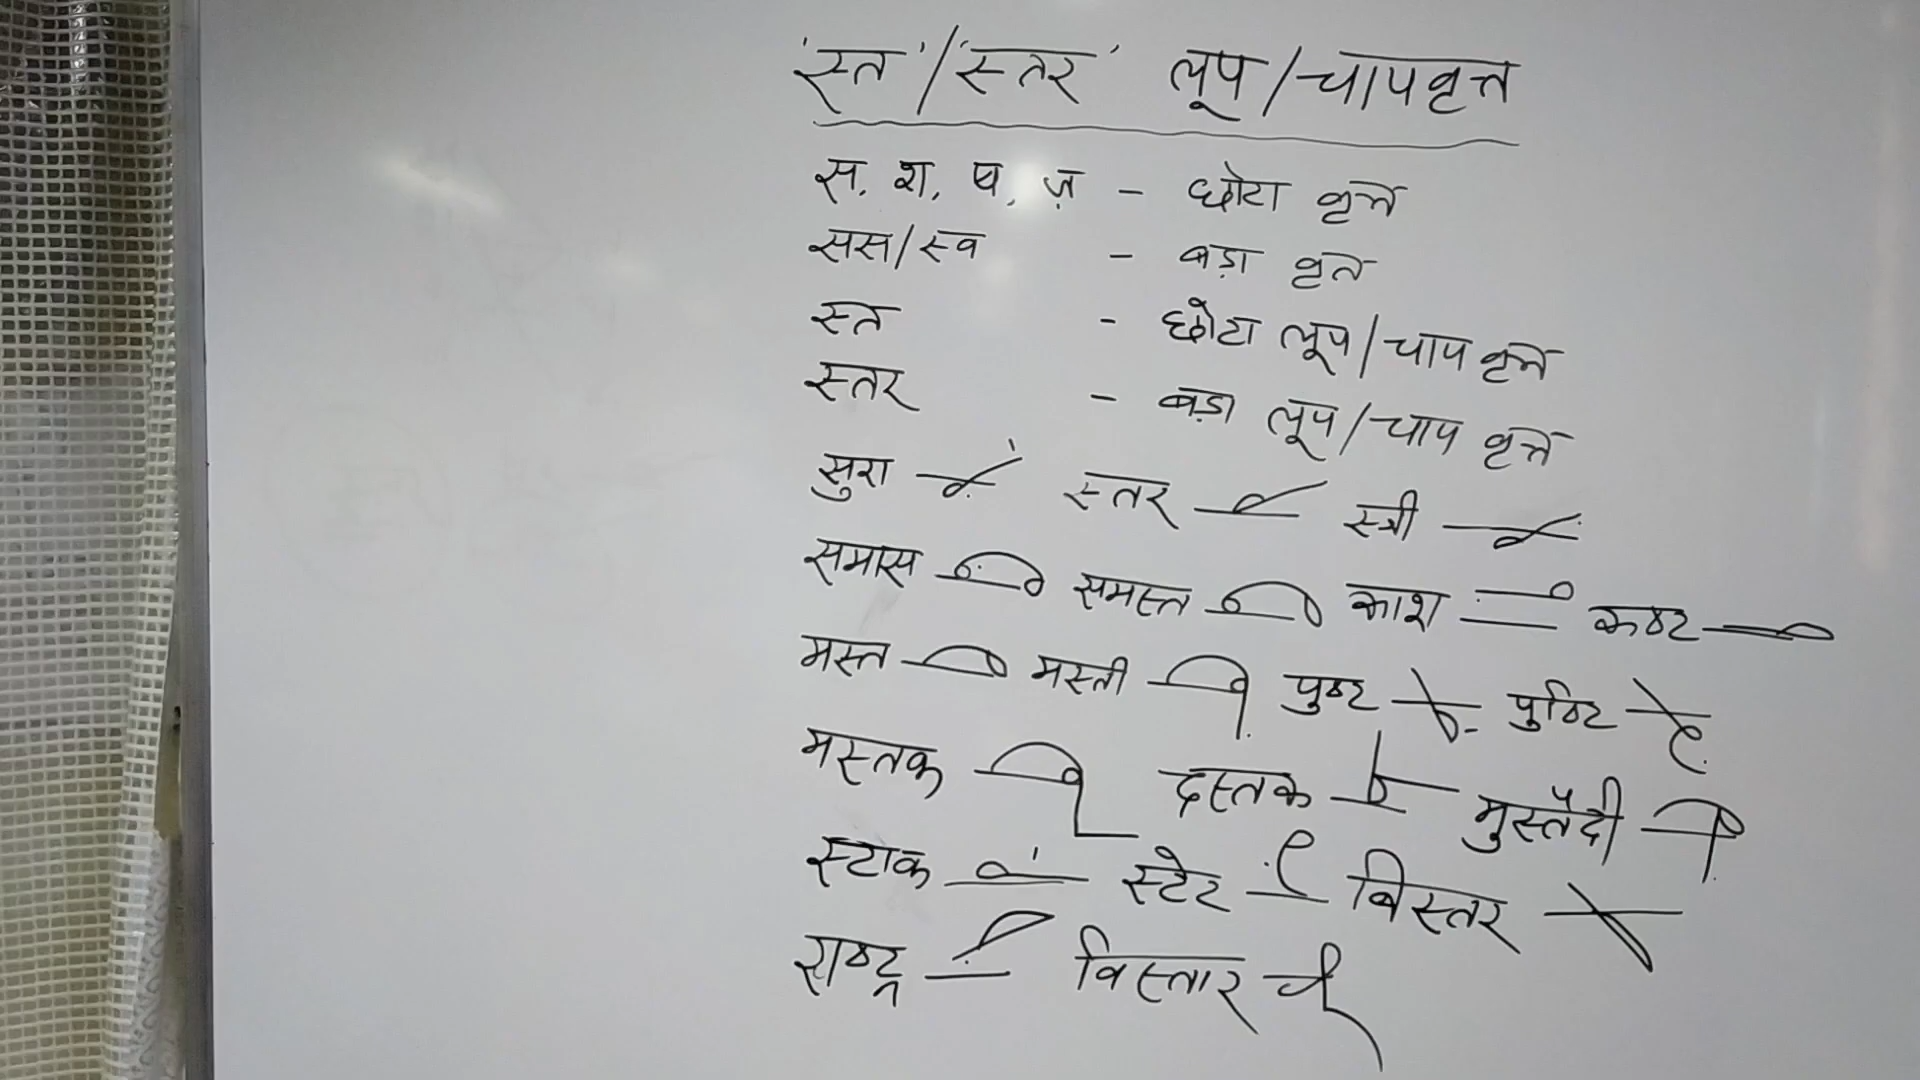 'स्त' / 'स्तर' लूप / चापवृत्त
स, श, ष, ज़ - छोटा वृत्त
सस / स्व - बड़ा वृत
स्त - छोटा लूप / चाप वृत्त
स्तर - बड़ा लूप / चाप वृत्त
सुरा स्तर स्त्री
समास समस्त काश कष्ट
मस्त मस्ती पुष्ट पुष्टि
मस्तक दस्तक मुस्तैदी
स्टाक स्टेट बिस्तर
राष्ट्र विस्तार